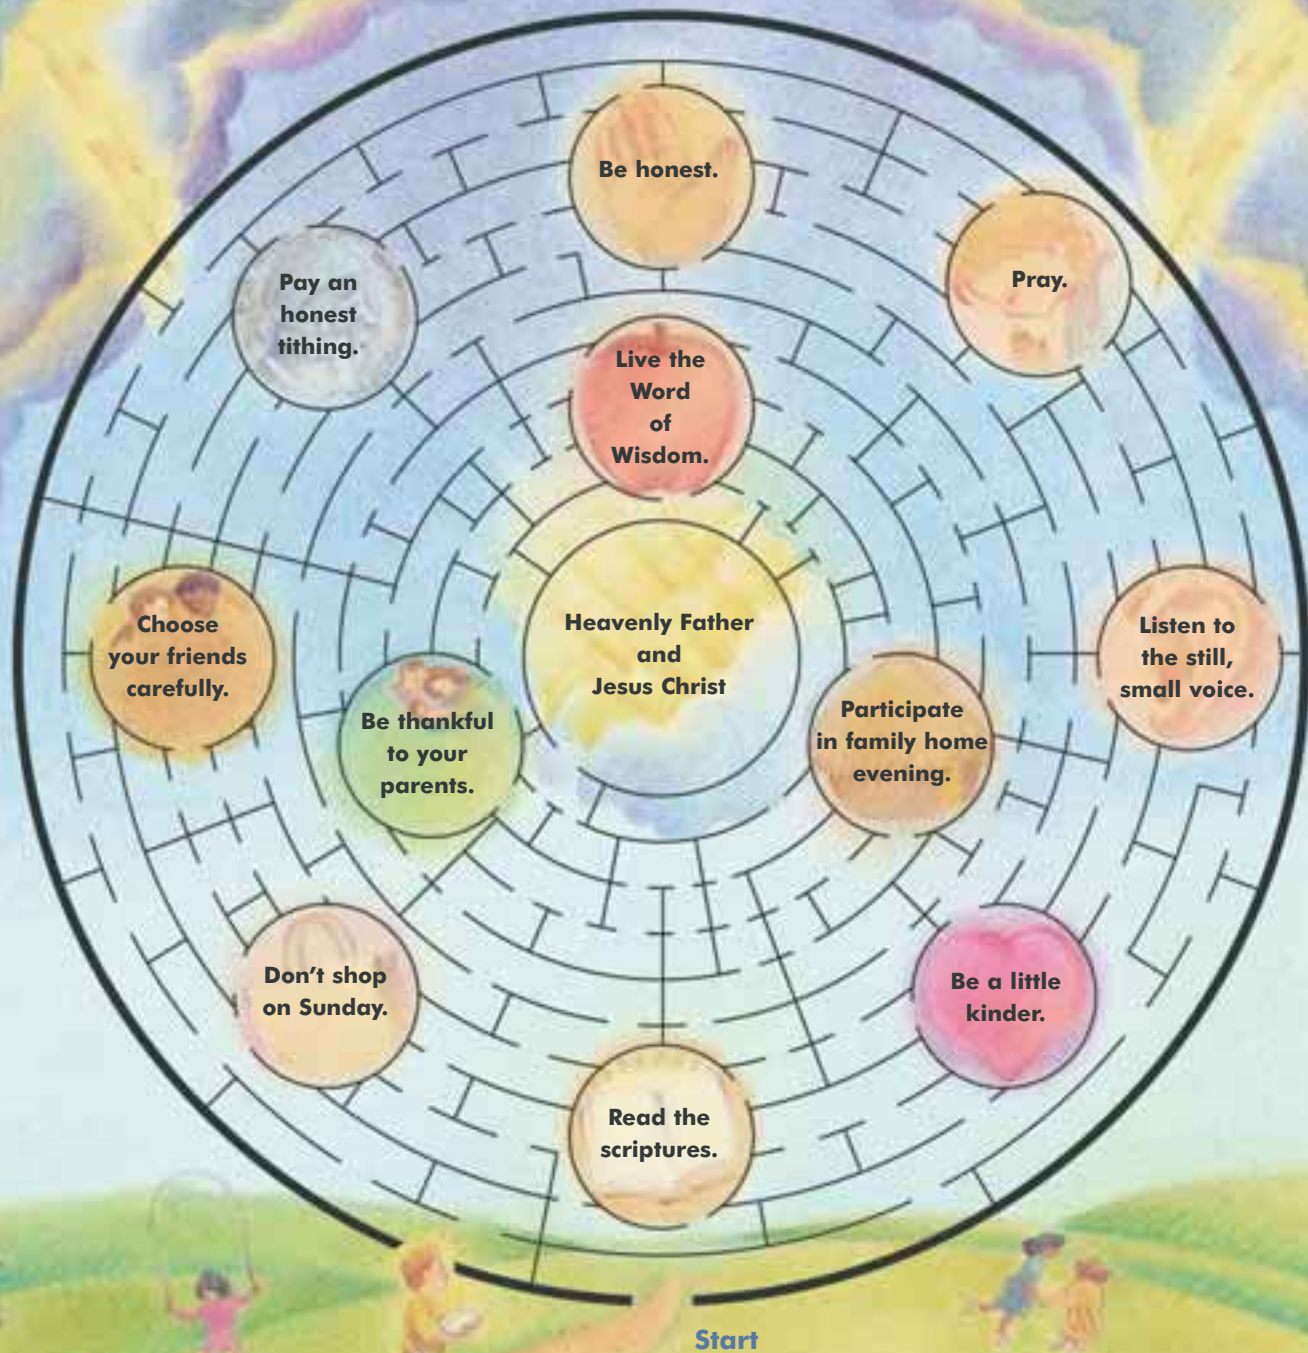 Be honest.
Pray.
Pay an
honest
tithing.
Live the
Word
of
Wisdom.
Choose
your friends
carefully.
Heavenly Father
and
Jesus Christ
Listen to
the still,
small voice.
Be thankful
to your
parents.
Participate
in family home
evening.
Don't shop
on Sunday.
Be a little
kinder.
Read the
scriptures.
Start